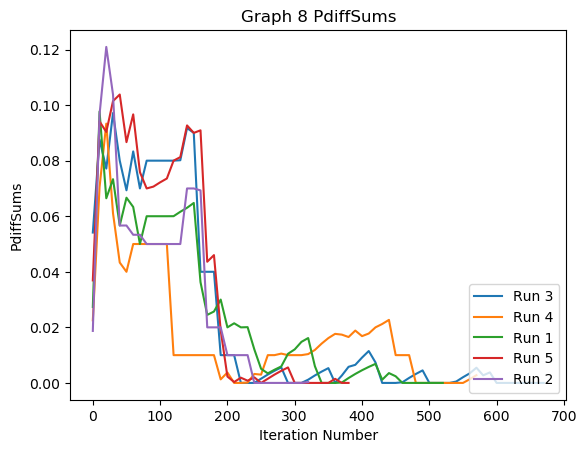 Graph 8 PdiffSums
PdiffSums
0.12
0.10
0.08
0.06
0.04
0.02
0.00
Run 3
Run 4
Run 1
Run 5
Run 2
0 100 200 300 400 500 600 700
Iteration Number